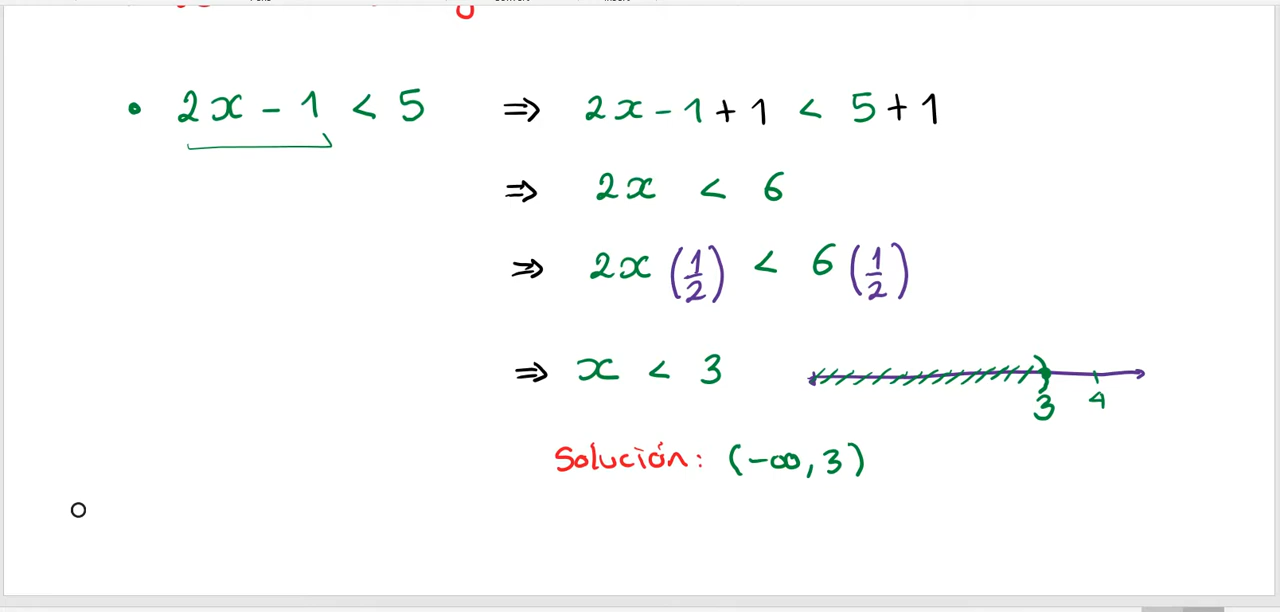 • 2x - 1 < 5 ⇒ 2x - 1 + 1 < 5 + 1
⇒ 2x < 6
⇒ 2x (1/2) < 6 (1/2)
⇒ x < 3
3 4
Solución: (-∞, 3)